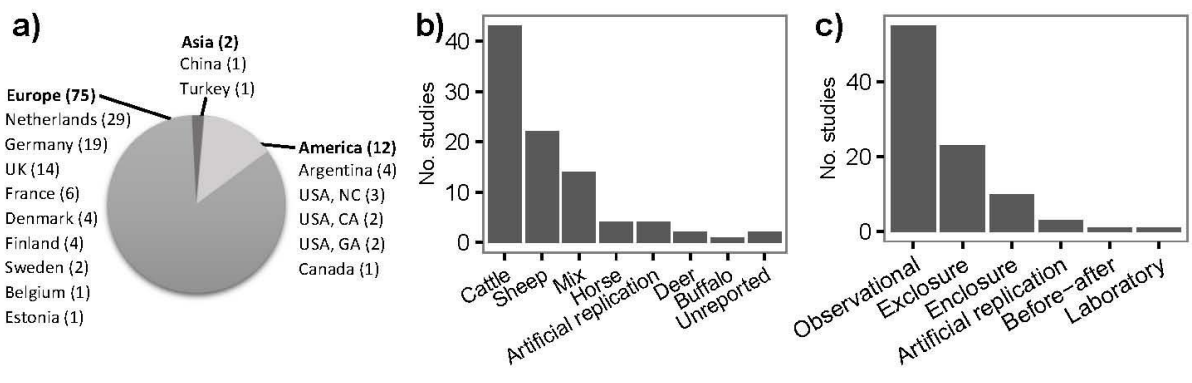 a)
Asia (2)
China (1)
Turkey (1)
Europe (75)
Netherlands (29)
Germany (19)
UK (14)
France (6)
Denmark (4)
Finland (4)
Sweden (2)
Belgium (1)
Estonia (1)
America (12)
Argentina (4)
USA, NC (3)
USA, CA (2)
USA, GA (2)
Canada (1)
b)
No. studies
40
30
20
10
0
Cattle
Sheep
Mix
Horse
Artificial replication
Deer
Buffalo
Unreported
c)
No. studies
40
20
0
Observational
Exclosure
Enclosure
Artificial replication
Before−after
Laboratory